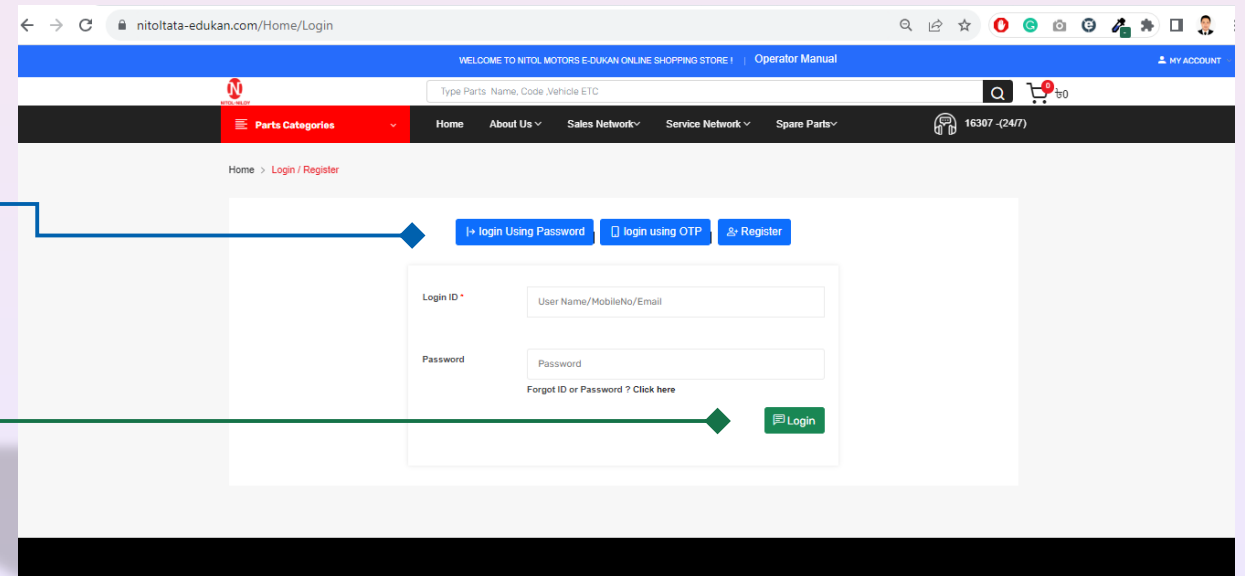 nitoltata-edukan.com/Home/Login
WELCOME TO NITOL MOTORS E-DUKAN ONLINE SHOPPING STORE ! | Operator Manual
MY ACCOUNT
N
NITOL-NILOY
Type Parts Name, Code ,Vehicle ETC
0
৳0
Parts Categories
Home About Us Sales Network Service Network Spare Parts
16307 -(24/7)
Home > Login / Register
login Using Password login using OTP Register
Login ID *
User Name/MobileNo/Email
Password
Password
Forgot ID or Password ? Click here
Login